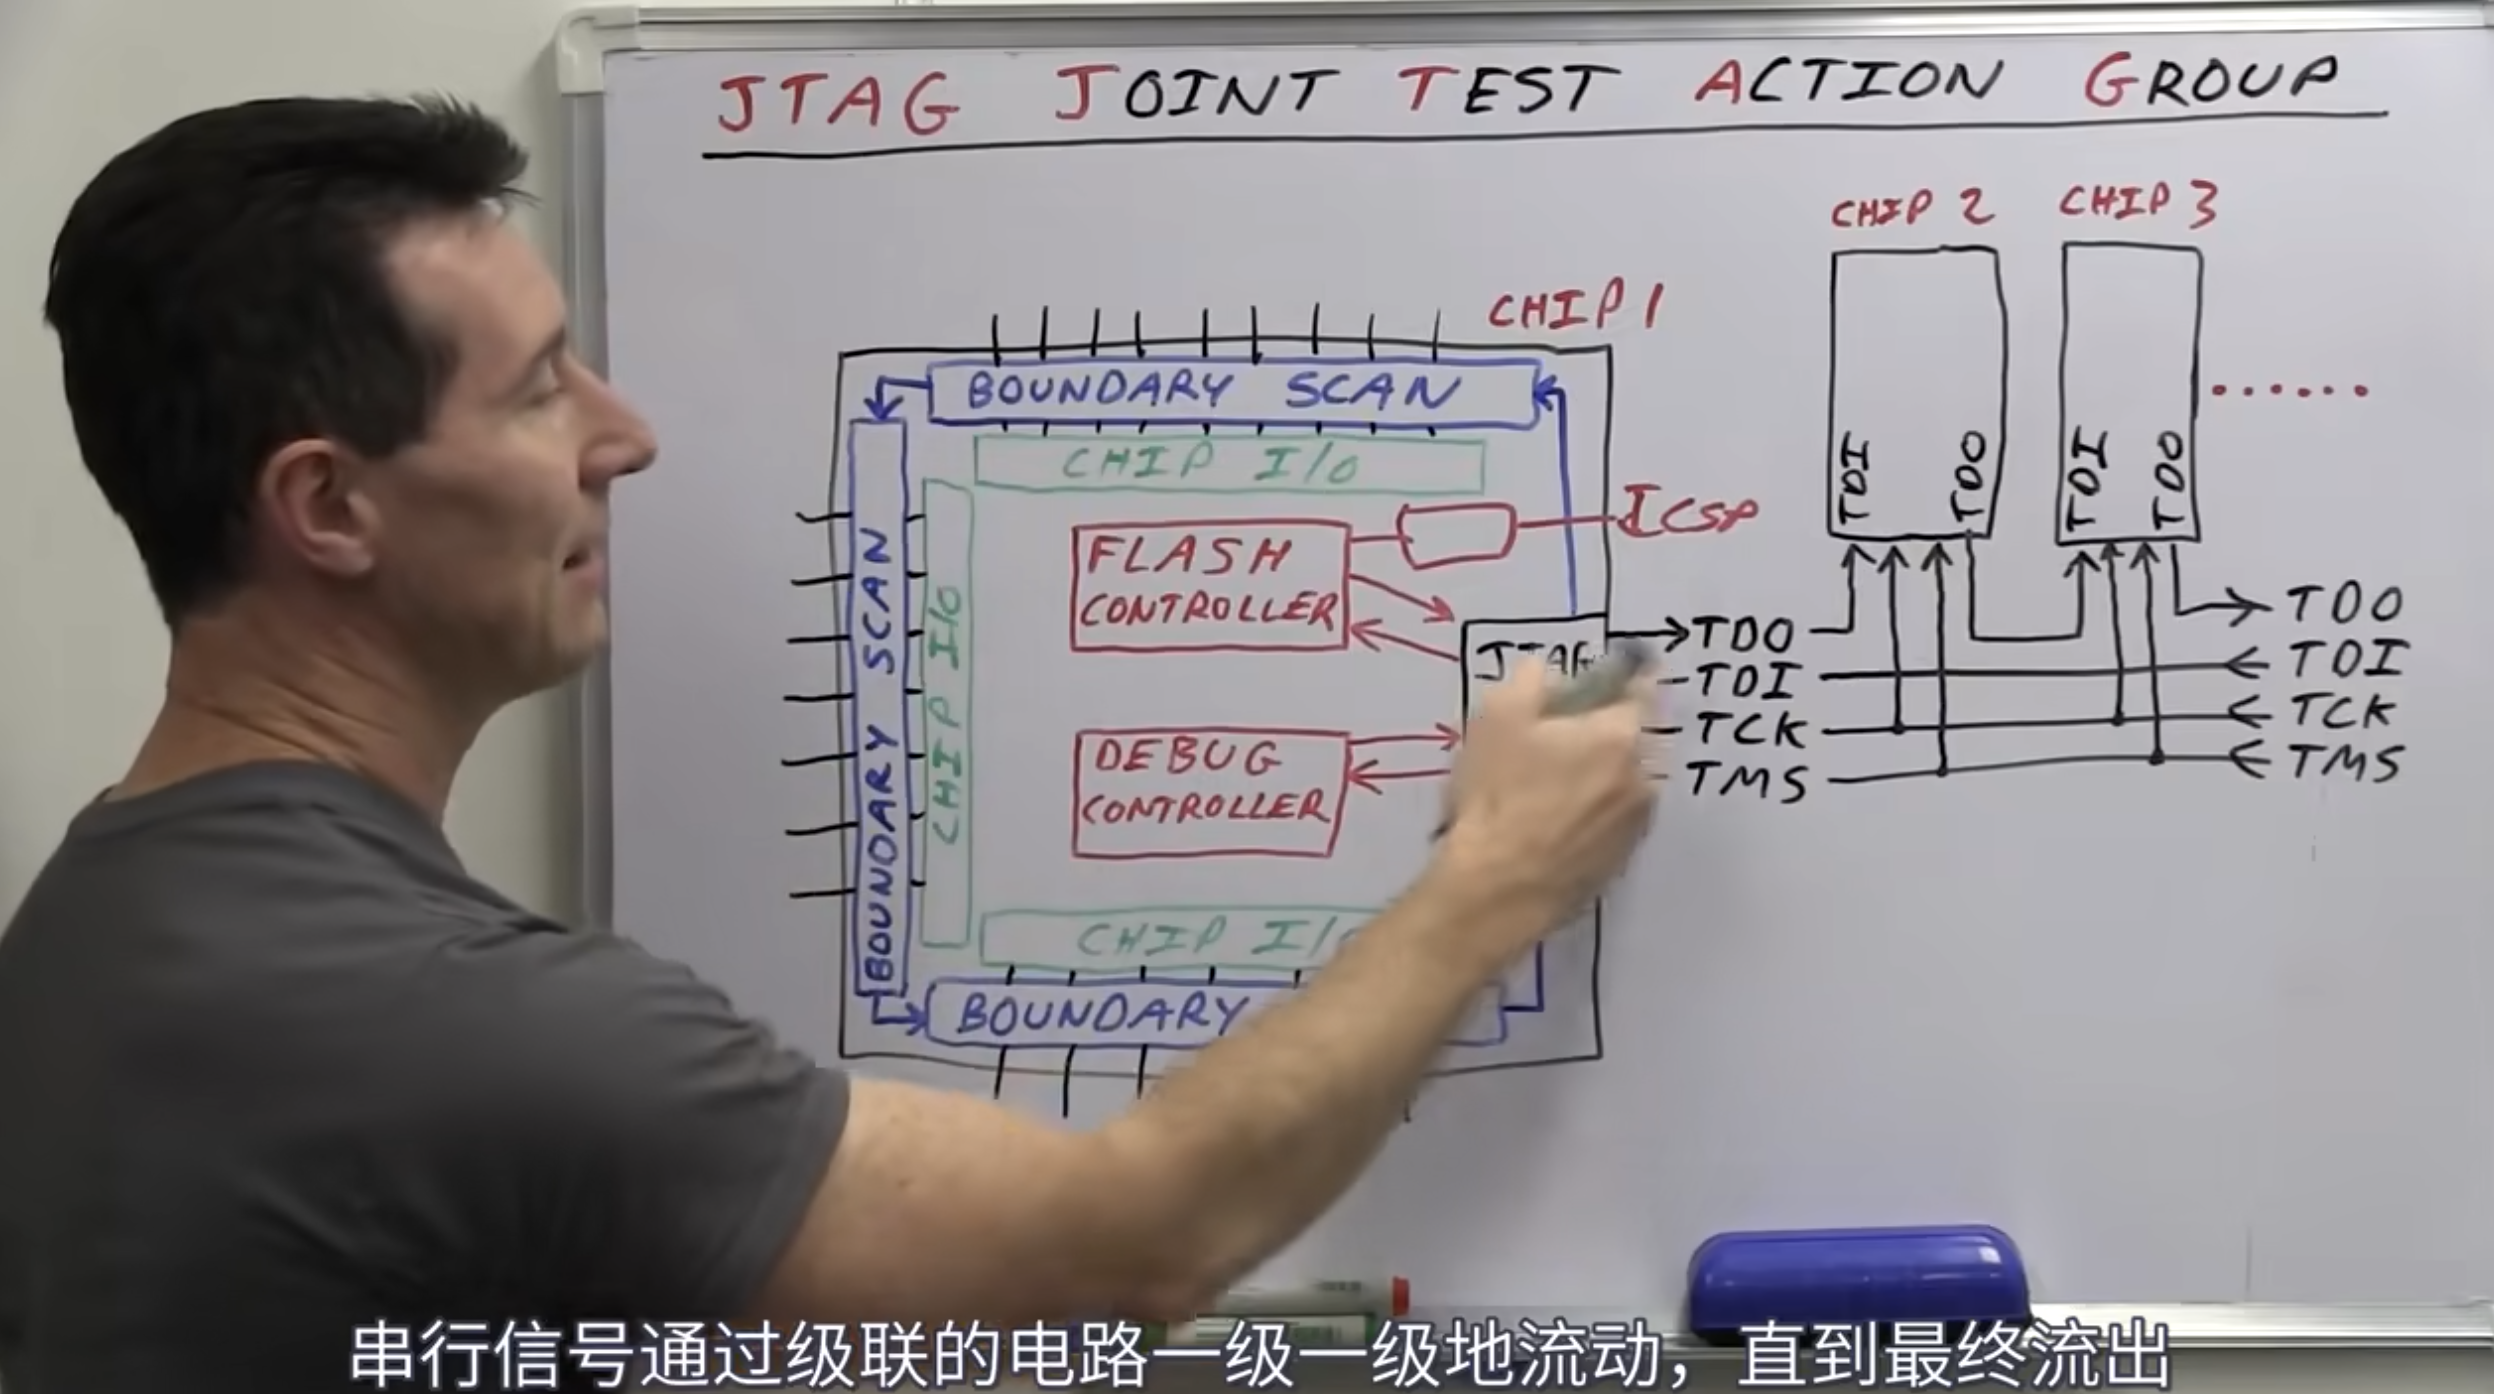 JTAG JOINT TEST ACTION GROUP
CHIP 1
CHIP 2
CHIP 3
BOUNDARY SCAN
CHIP I/O
BOUNDARY SCAN
CHIP I/O
FLASH
CONTROLLER
ICSP
JTAG
DEBUG
CONTROLLER
CHIP I/O
BOUNDARY
TDO
TDI
TCK
TMS
TDI
TDO
TDI
TDO
TDO
TDI
TCK
TMS
串行信号通过级联的电路一级一级地流动，直到最终流出